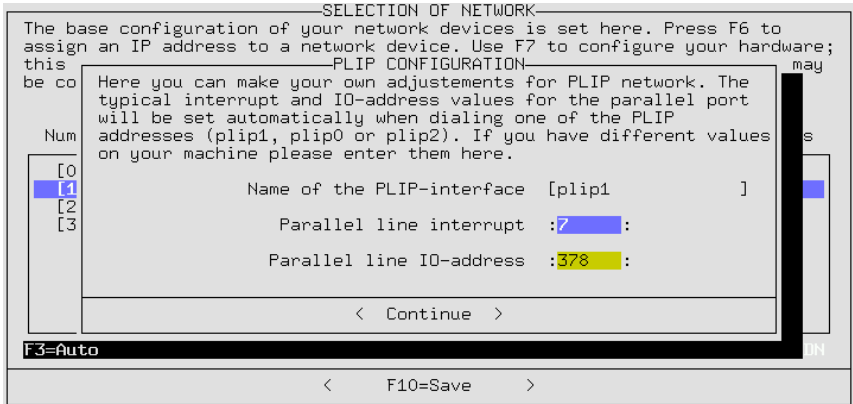 SELECTION OF NETWORK
The base configuration of your network devices is set here. Press F6 to
assign an IP address to a network device. Use F7 to configure your hardware;
this may
be co
PLIP CONFIGURATION
Here you can make your own adjustements for PLIP network. The
typical interrupt and IO-address values for the parallel port
will be set automatically when dialing one of the PLIP
addresses (plip1, plip0 or plip2). If you have different values
on your machine please enter them here.
Num s
[0
[1
[2
[3
Name of the PLIP-interface [plip1 ]
Parallel line interrupt :7 :
Parallel line IO-address :378 :
< Continue >
F3=Auto DN
< F10=Save >